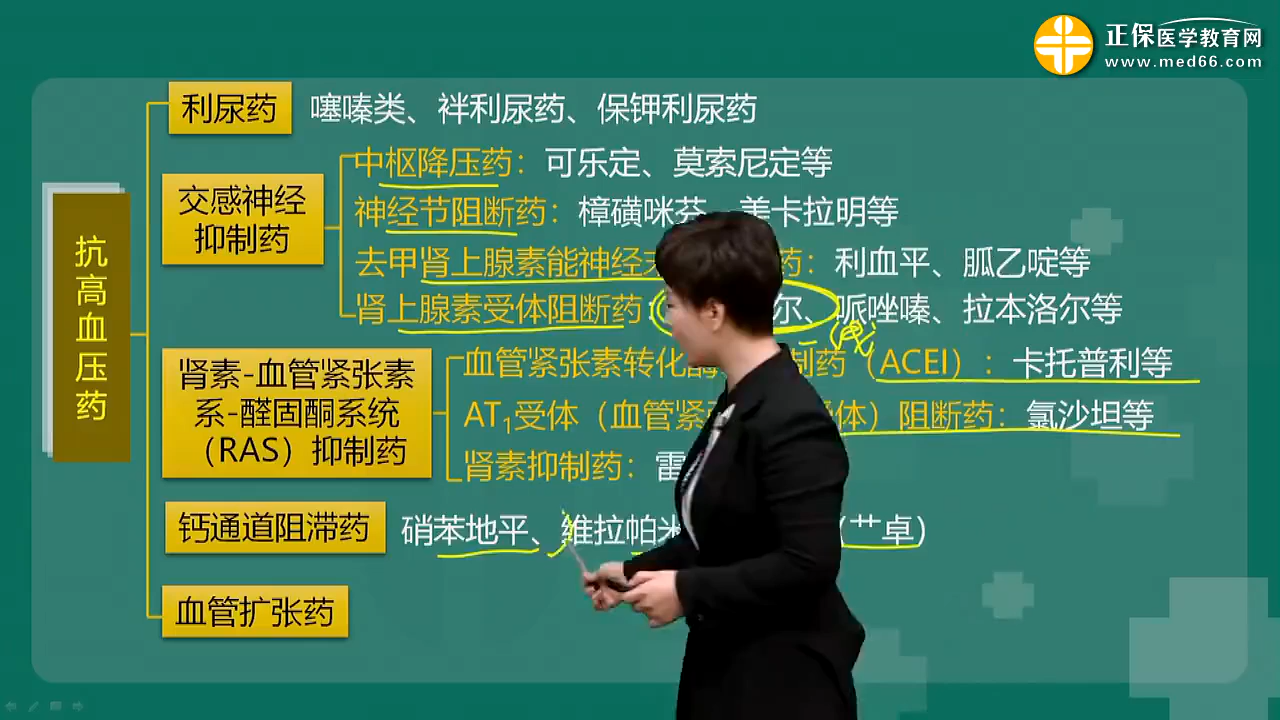 正保医学教育网
www.med66.com
抗高血压药
利尿药 噻嗪类、袢利尿药、保钾利尿药
交感神经抑制药
中枢降压药：可乐定、莫索尼定等
神经节阻断药：樟磺咪芬、美卡拉明等
去甲肾上腺素能神经 药：利血平、胍乙啶等
肾上腺素受体阻断药 尔、哌唑嗪、拉本洛尔等
肾素-血管紧张素系-醛固酮系统（RAS）抑制药
血管紧张素转化 制药（ACEI）：卡托普利等
AT1受体（血管紧 体）阻断药：氯沙坦等
肾素抑制药：雷
钙通道阻滞药 硝苯地平、维拉帕米 （艹卓）
血管扩张药